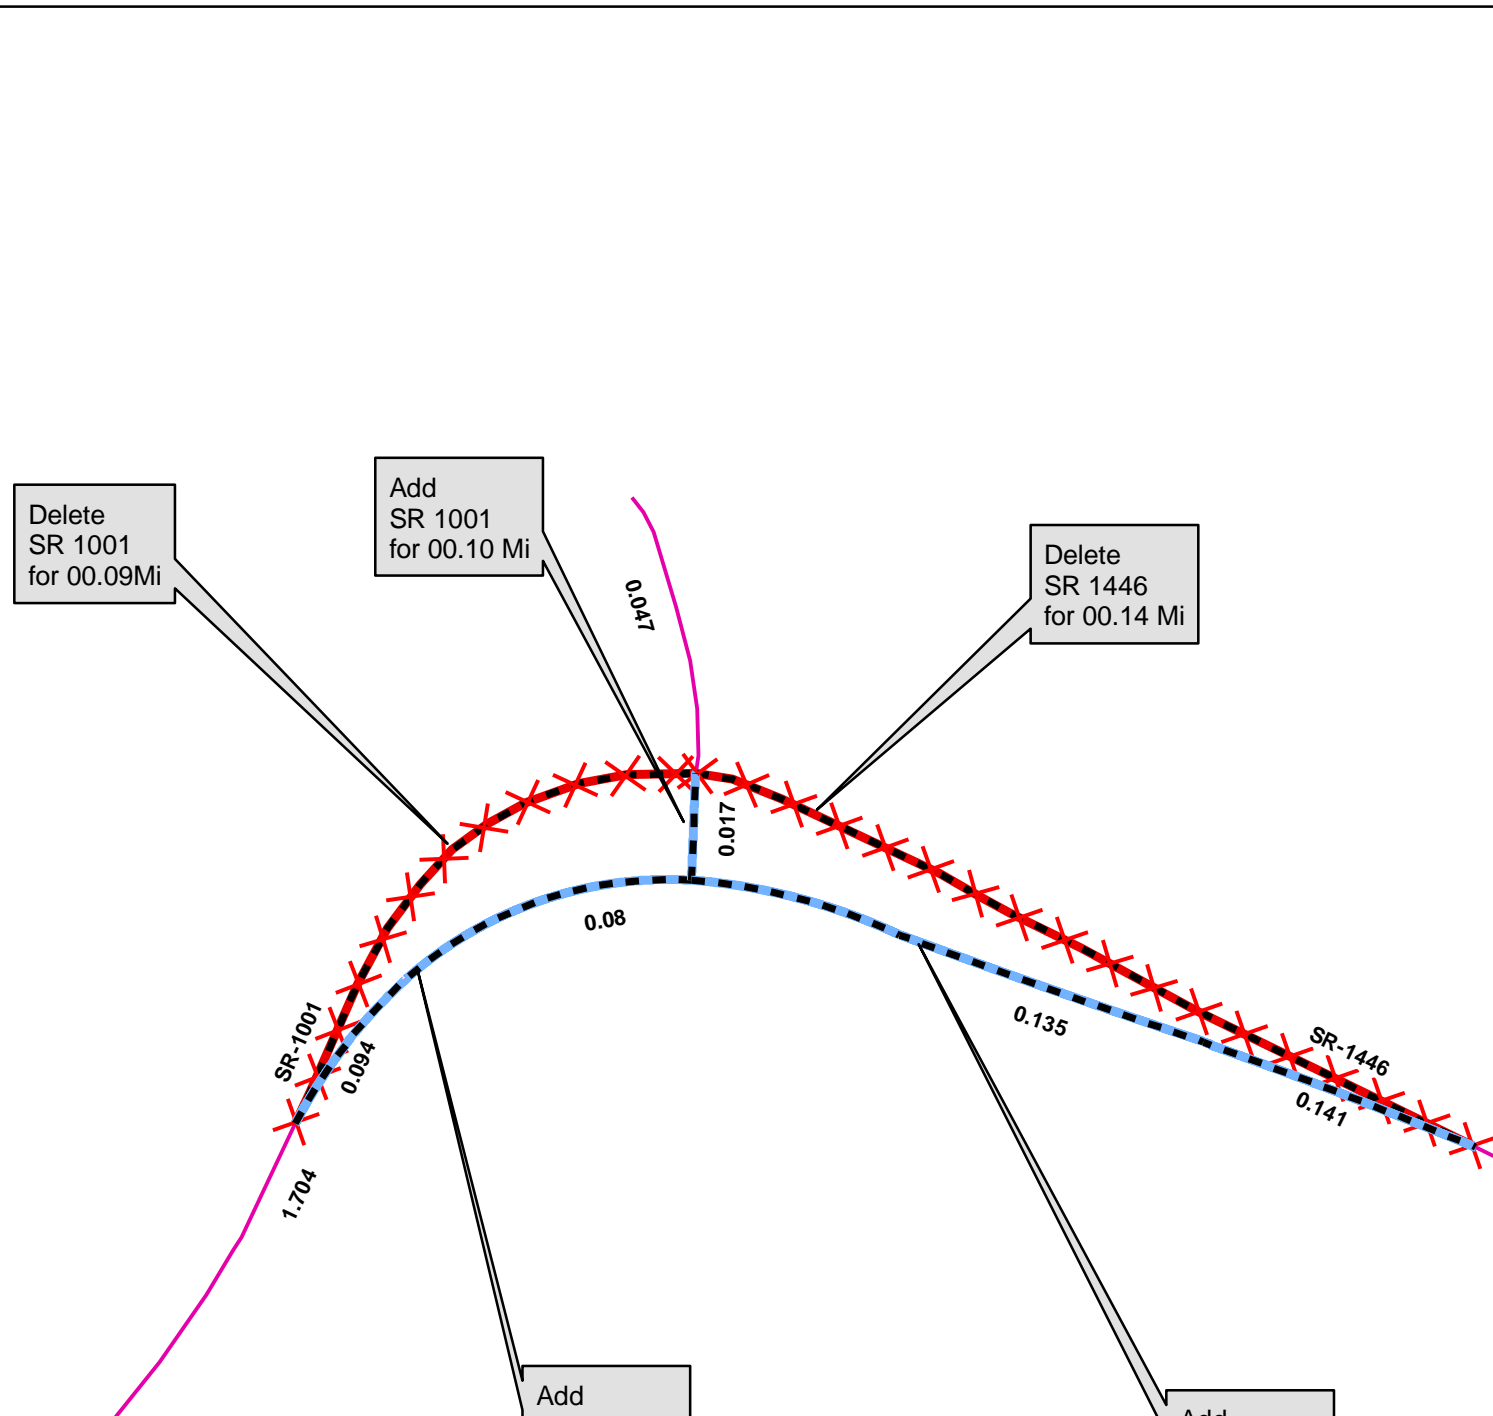 Add
SR 1001
for 00.10 Mi
Delete
SR 1001
for 00.09Mi
Delete
SR 1446
for 00.14 Mi
0.047
0.017
0.08
SR-1001
0.094
0.135
SR-1446
0.141
1.704
Add
Add